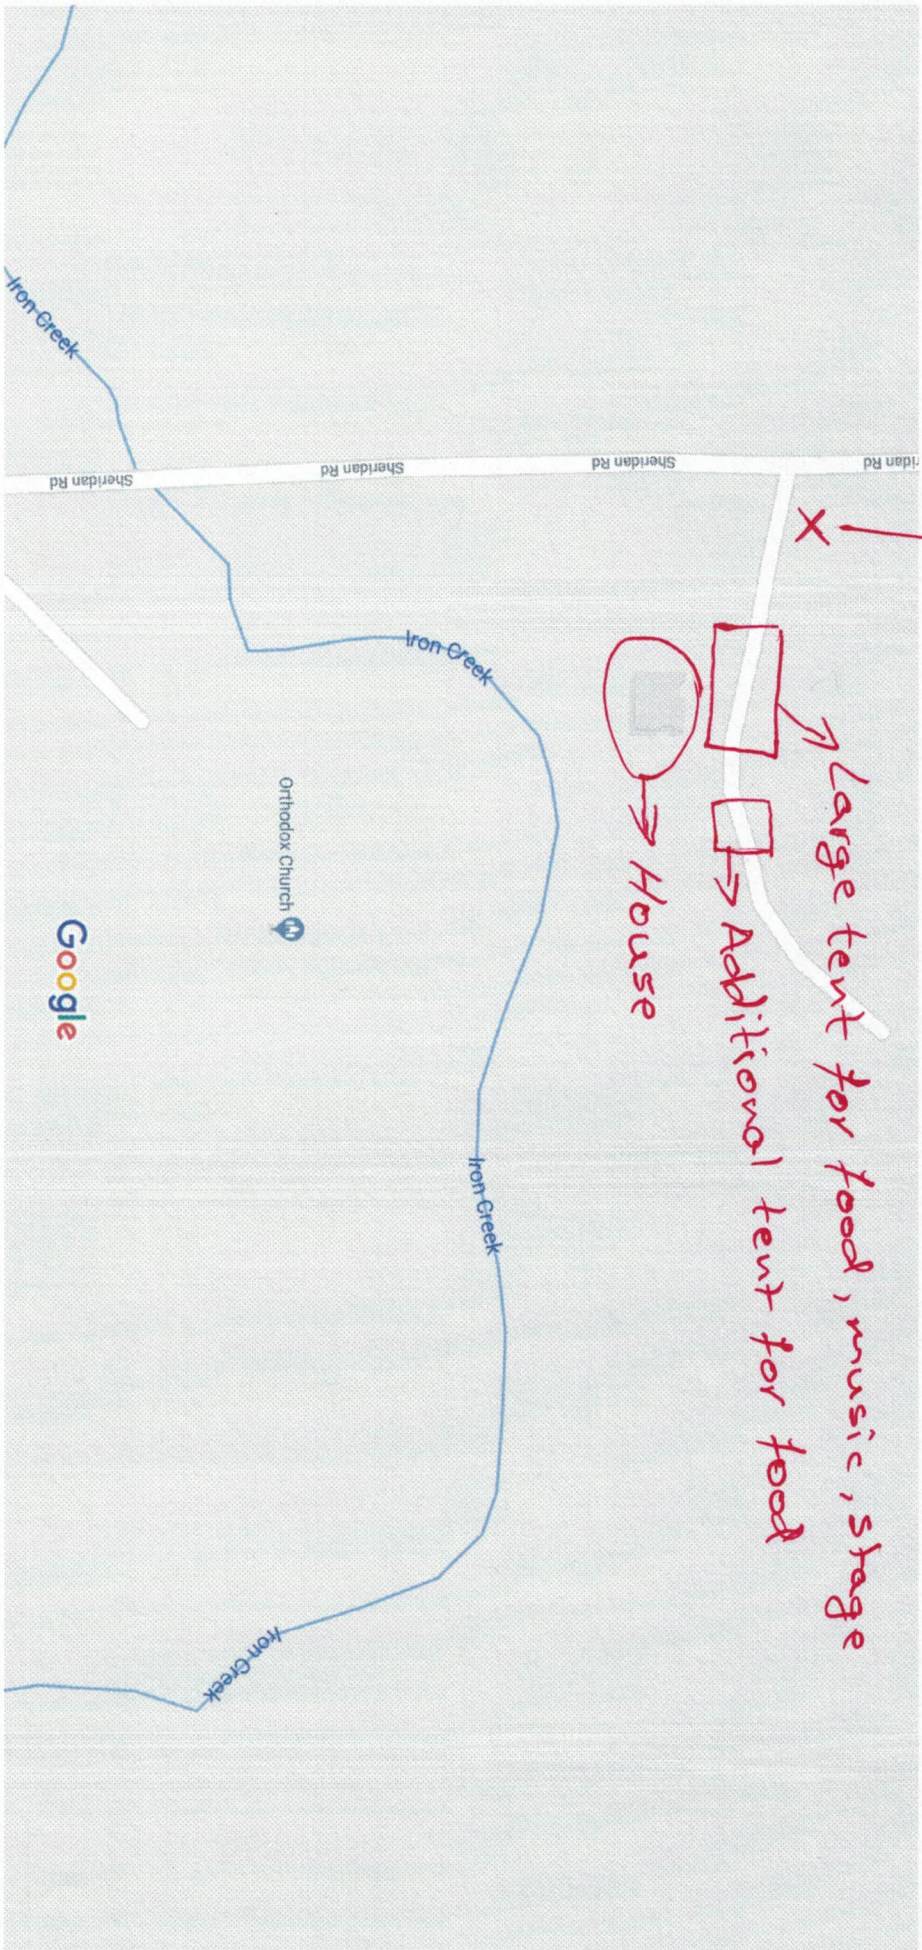 Large tent for food, music, stage
Additional tent for food
House
X
ridan Rd
Sheridan Rd
Sheridan Rd
Sheridan Rd
Iron Creek
Iron Creek
Iron Creek
Iron Creek
Orthodox Church
Google